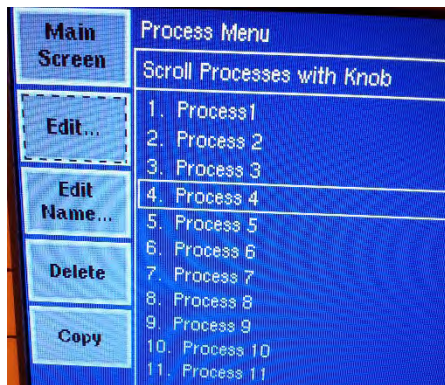 Main
Screen
Edit...
Edit
Name...
Delete
Copy
Process Menu
Scroll Processes with Knob
1. Process1
2. Process 2
3. Process 3
4. Process 4
5. Process 5
6. Process 6
7. Process 7
8. Process 8
9. Process 9
10. Process 10
11. Process 11